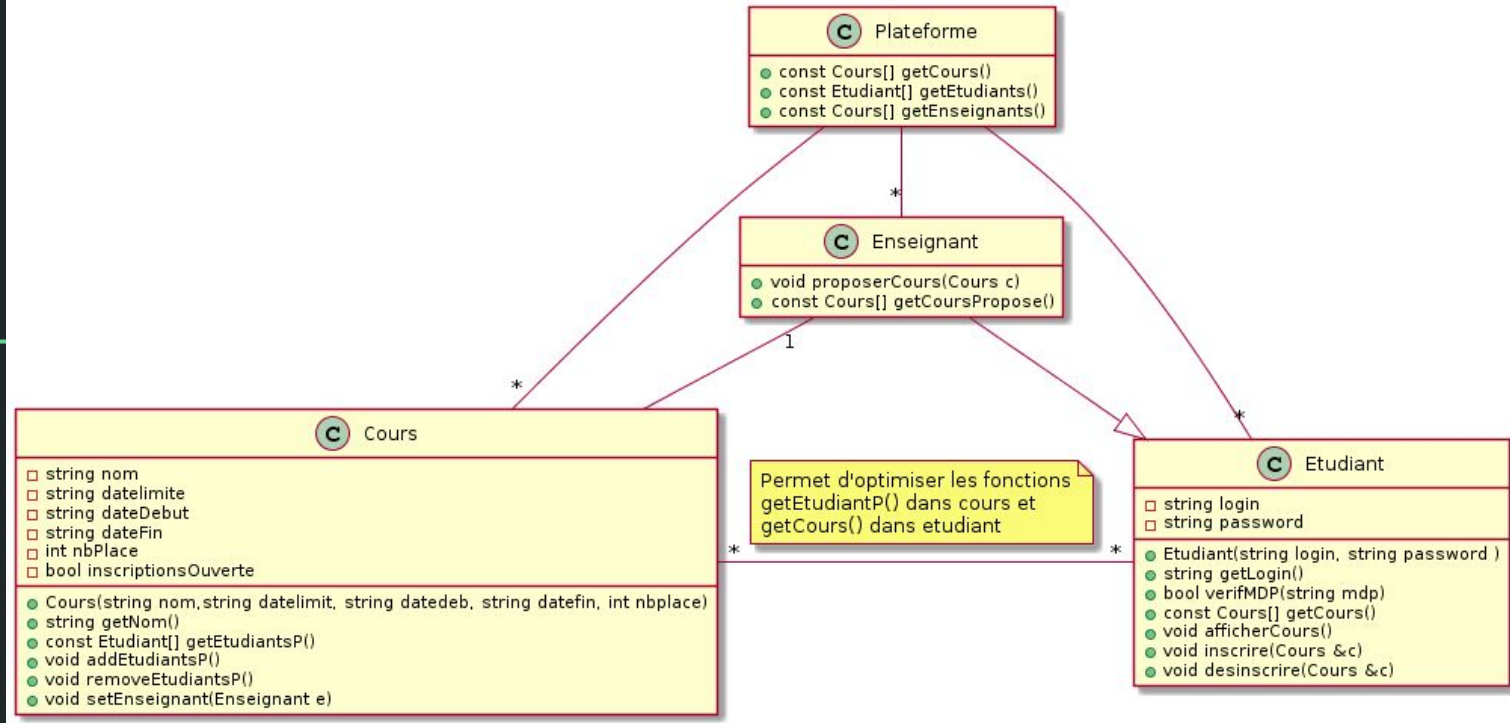 C Plateforme
const Cours[] getCours()
const Etudiant[] getEtudiants()
const Cours[] getEnseignants()
*
C Enseignant
void proposerCours(Cours c)
const Cours[] getCoursPropose()
1
*
*
C Cours
string nom
string datelimite
string dateDebut
string dateFin
int nbPlace
bool inscriptionsOuverte
Cours(string nom,string datelimit, string datedeb, string datefin, int nbplace)
string getNom()
const Etudiant[] getEtudiantsP()
void addEtudiantsP()
void removeEtudiantsP()
void setEnseignant(Enseignant e)
Permet d'optimiser les fonctions
getEtudiantP() dans cours et
getCours() dans etudiant
*
*
C Etudiant
string login
string password
Etudiant(string login, string password )
string getLogin()
bool verifMDP(string mdp)
const Cours[] getCours()
void afficherCours()
void inscrire(Cours &c)
void desinscrire(Cours &c)